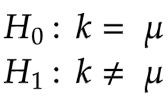 H₀ : k = μ
H₁ : k ≠ μ